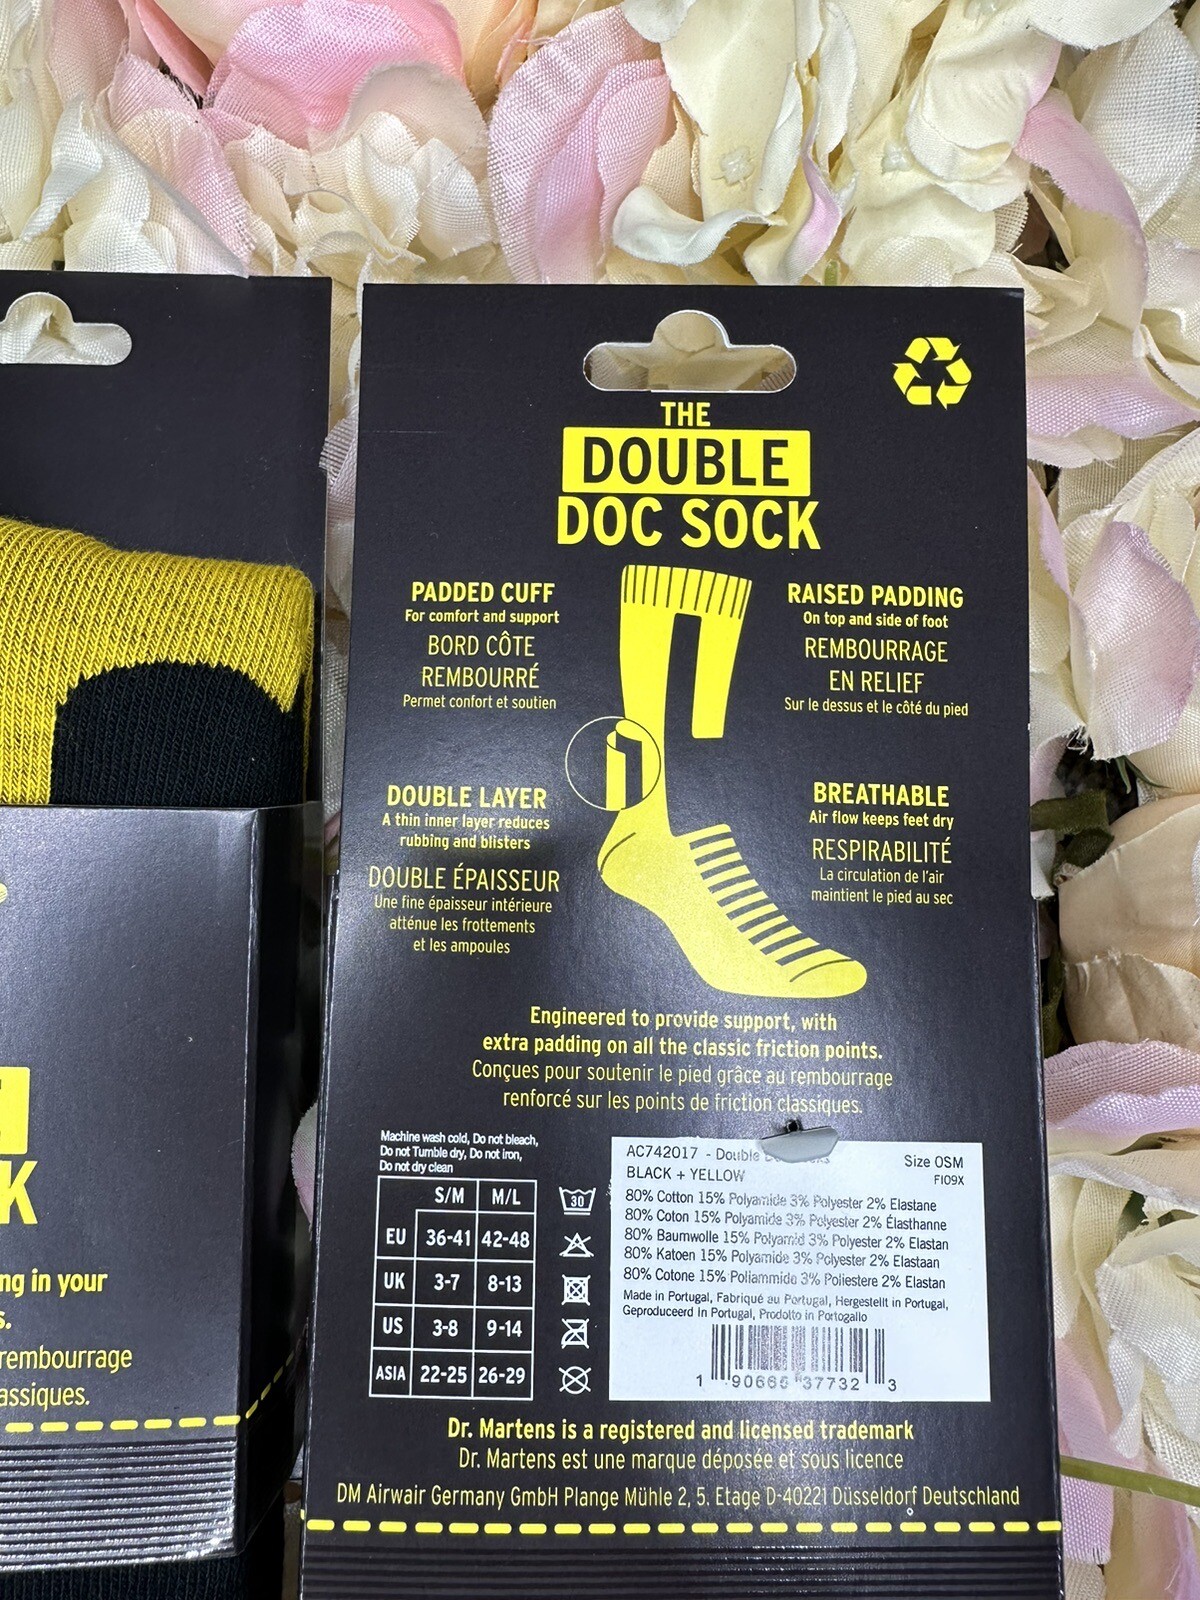 THE
DOUBLE
DOC SOCK
PADDED CUFF
For comfort and support
BORD CÔTE
REMBOURRÉ
Permet confort et soutien
RAISED PADDING
On top and side of foot
REMBOURRAGE
EN RELIEF
Sur le dessus et le côté du pied
DOUBLE LAYER
A thin inner layer reduces
rubbing and blisters
DOUBLE ÉPAISSEUR
Une fine épaisseur intérieure
atténue les frottements
et les ampoules
BREATHABLE
Air flow keeps feet dry
RESPIRABILITÉ
La circulation de l'air
maintient le pied au sec
Engineered to provide support, with
extra padding on all the classic friction points.
Conçues pour soutenir le pied grâce au rembourrage
renforcé sur les points de friction classiques.
Machine wash cold, Do not bleach,
Do not Tumble dry, Do not iron,
Do not dry clean
S/M M/L
EU 36-41 42-48
UK 3-7 8-13
US 3-8 9-14
ASIA 22-25 26-29
30
AC742017 - Double
Size OSM
BLACK + YELLOW
FI09X
80% Cotton 15% Polyamide 3% Polyester 2% Elastane
80% Coton 15% Polyamide 3% Polyester 2% Élasthanne
80% Baumwolle 15% Polyamid 3% Polyester 2% Elastan
80% Katoen 15% Polyamide 3% Polyester 2% Elastaan
80% Cotone 15% Poliammide 3% Poliestere 2% Elastan
Made in Portugal, Fabriqué au Portugal, Hergestellt in Portugal,
Geproduceerd In Portugal, Prodotto in Portogallo
1 90665 37732 3
Dr. Martens is a registered and licensed trademark
Dr. Martens est une marque déposée et sous licence
DM Airwair Germany GmbH Plange Mühle 2, 5. Etage D-40221 Düsseldorf Deutschland
K
ng in your
s.
rembourrage
assiques.